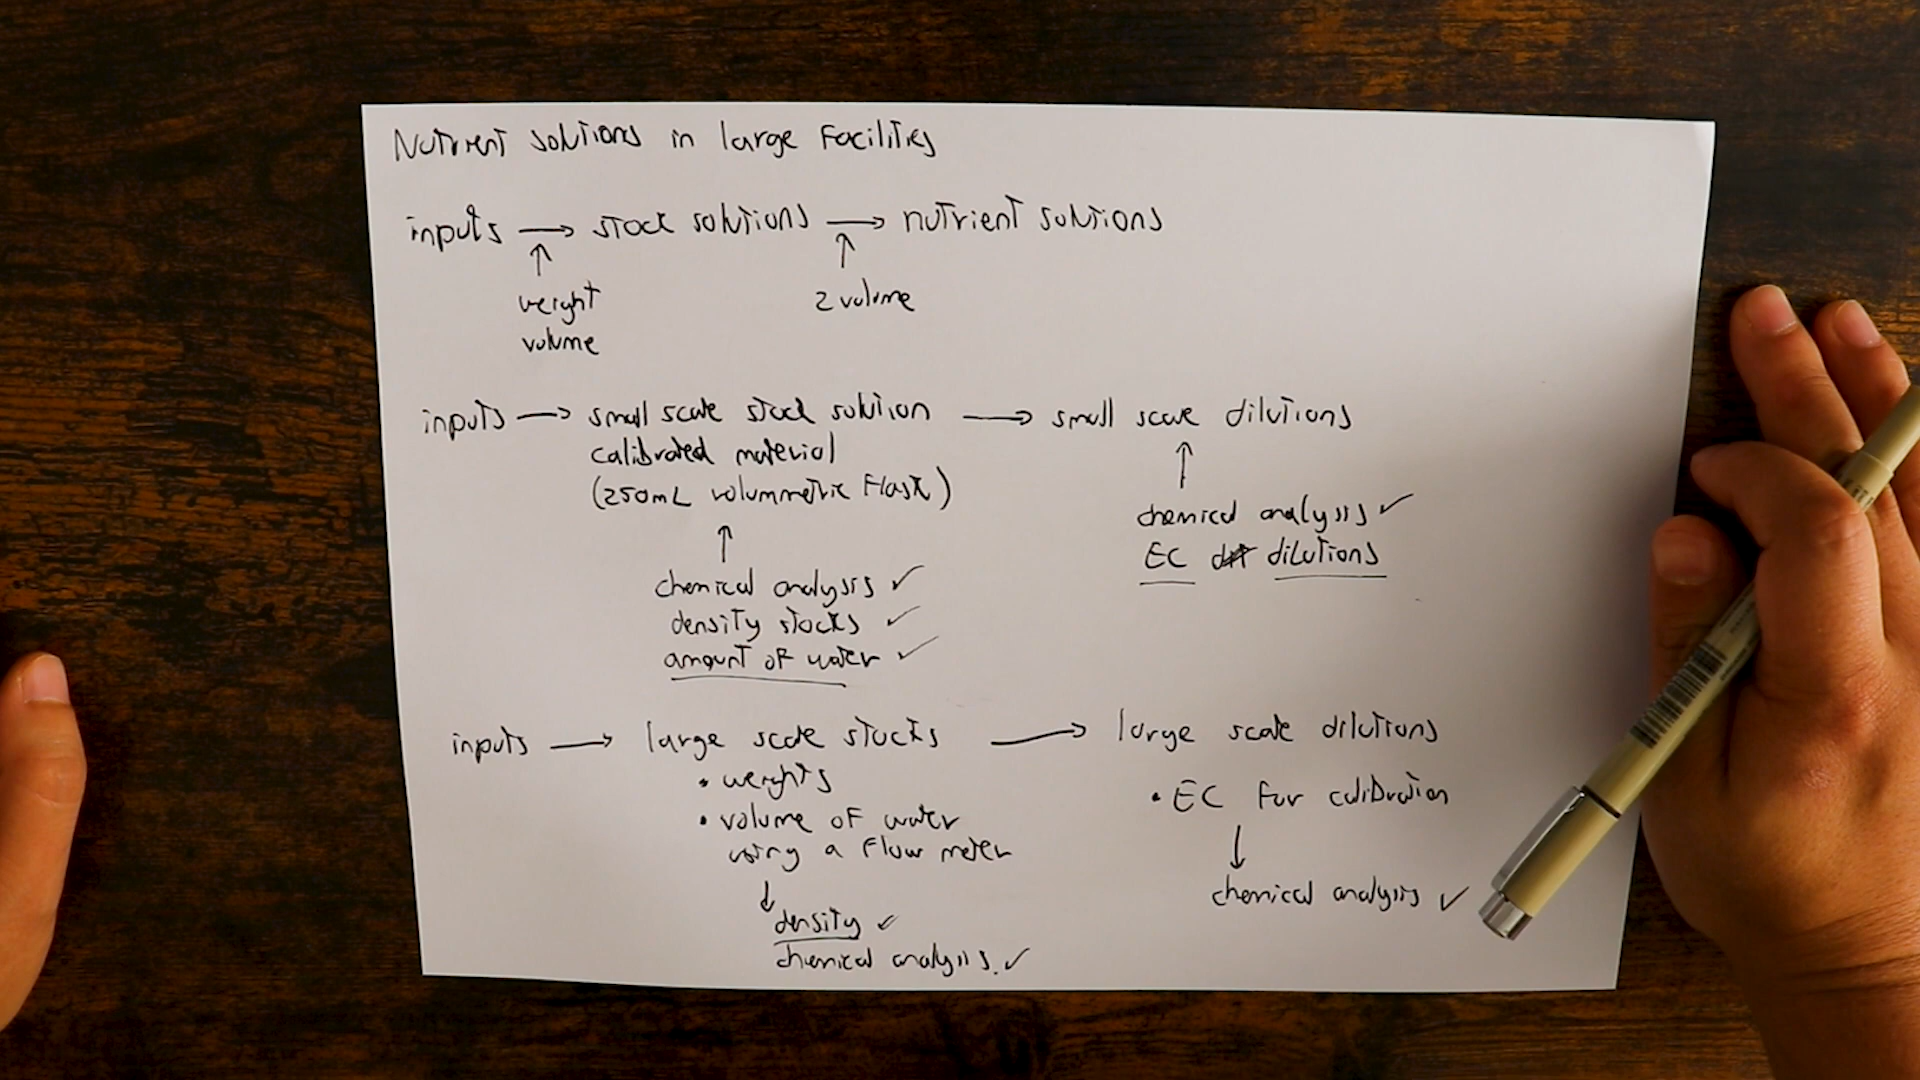 Nutrient solutions in large facilities
inputs → stock solutions → nutrient solutions
↑ ↑
weight 2 volume
volume
inputs → small scale stock solution → small scale dilutions
calibrated material ↑
(250mL volummetric flask) chemical analysis ✓
↑ EC dilutions
chemical analysis ✓
density stocks ✓
amount of water ✓
inputs → large scale stocks → large scale dilutions
• weights • EC for calibration
• volume of water ↓
using a flow meter chemical analysis ✓
↓
density ✓
chemical analysis. ✓